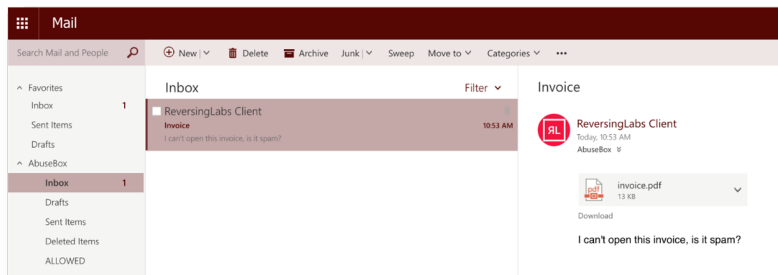 Mail
Search Mail and People
New
Delete
Archive
Junk
Sweep
Move to
Categories
Favorites
Inbox 1
Sent Items
Drafts
AbuseBox
Inbox 1
Drafts
Sent Items
Deleted Items
ALLOWED
Inbox
Filter
ReversingLabs Client
Invoice 10:53 AM
I can't open this invoice, is it spam?
Invoice
RL
ReversingLabs Client
Today, 10:53 AM
AbuseBox
pdf
invoice.pdf
13 KB
Download
I can't open this invoice, is it spam?